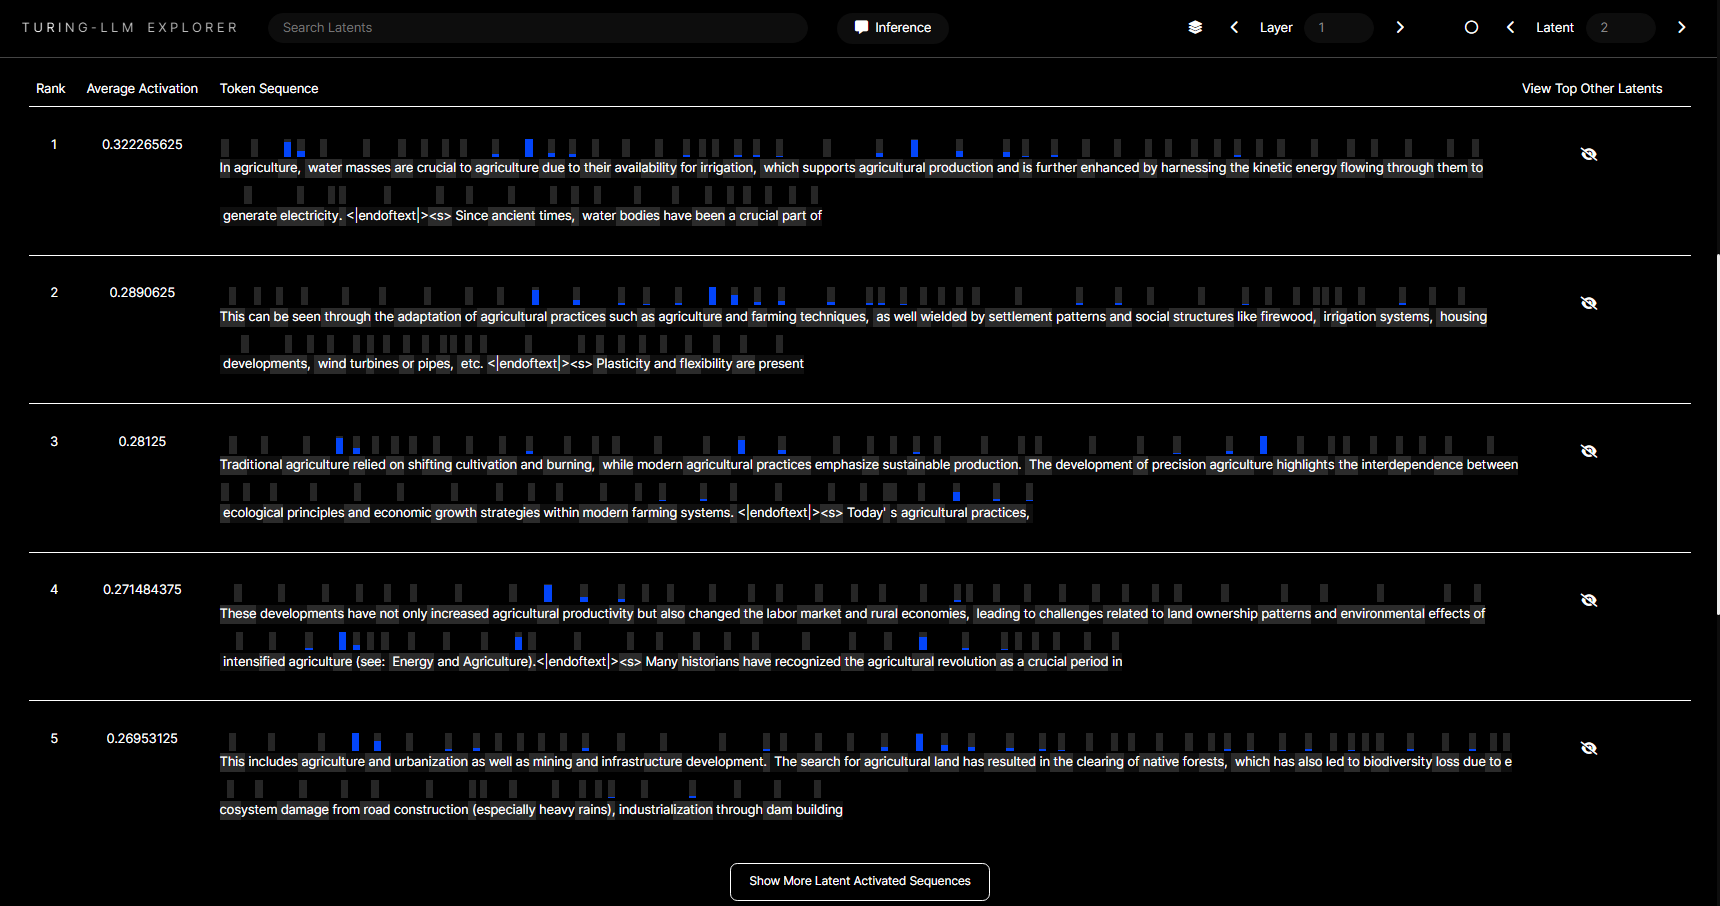 TURING-LLM EXPLORER Search Latents Inference Layer 1 Latent 2
Rank Average Activation Token Sequence View Top Other Latents
1 0.322265625
In agriculture, water masses are crucial to agriculture due to their availability for irrigation, which supports agricultural production and is further enhanced by harnessing the kinetic energy flowing through them to
generate electricity. <|endoftext|><s> Since ancient times, water bodies have been a crucial part of
2 0.2890625
This can be seen through the adaptation of agricultural practices such as agriculture and farming techniques, as well wielded by settlement patterns and social structures like firewood, irrigation systems, housing
developments, wind turbines or pipes, etc. <|endoftext|><s> Plasticity and flexibility are present
3 0.28125
Traditional agriculture relied on shifting cultivation and burning, while modern agricultural practices emphasize sustainable production. The development of precision agriculture highlights the interdependence between
ecological principles and economic growth strategies within modern farming systems. <|endoftext|><s> Today' s agricultural practices,
4 0.271484375
These developments have not only increased agricultural productivity but also changed the labor market and rural economies, leading to challenges related to land ownership patterns and environmental effects of
intensified agriculture (see: Energy and Agriculture).<|endoftext|><s> Many historians have recognized the agricultural revolution as a crucial period in
5 0.26953125
This includes agriculture and urbanization as well as mining and infrastructure development. The search for agricultural land has resulted in the clearing of native forests, which has also led to biodiversity loss due to e
cosystem damage from road construction (especially heavy rains), industrialization through dam building
Show More Latent Activated Sequences